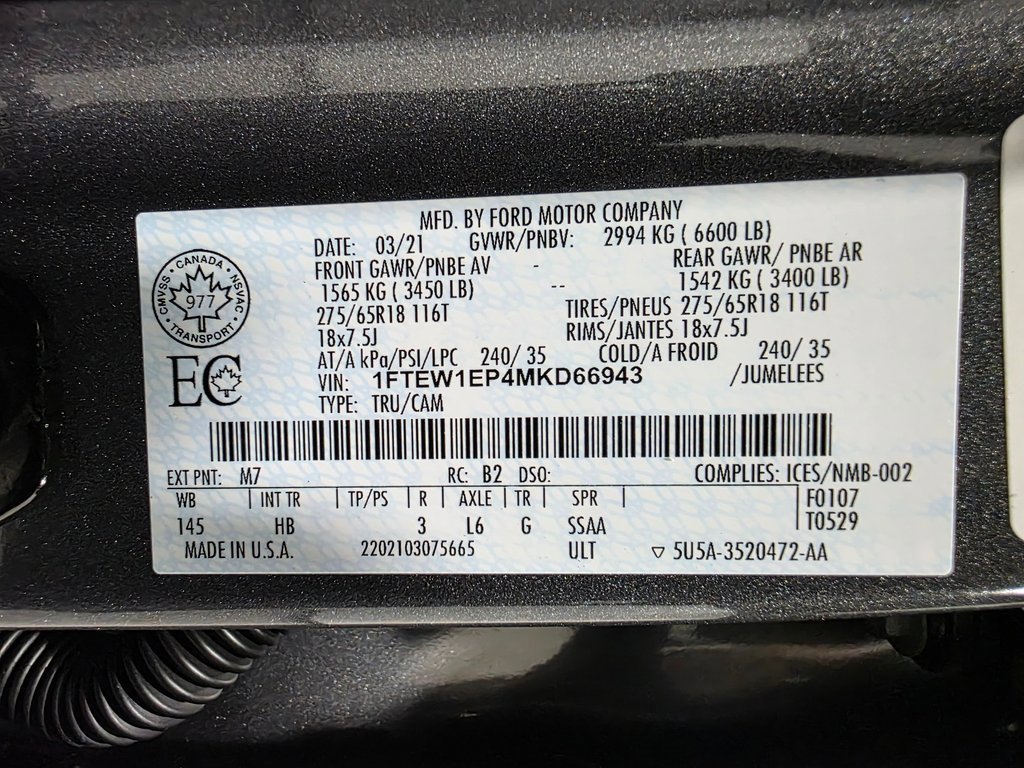 MFD. BY FORD MOTOR COMPANY
DATE: 03/21 GVWR/PNBV: 2994 KG ( 6600 LB)
FRONT GAWR/PNBE AV - REAR GAWR/ PNBE AR
1565 KG ( 3450 LB) -- 1542 KG ( 3400 LB)
275/65R18 116T TIRES/PNEUS 275/65R18 116T
18x7.5J RIMS/JANTES 18x7.5J
AT/A kPa/PSI/LPC 240/ 35 COLD/A FROID 240/ 35
VIN: 1FTEW1EP4MKD66943 /JUMELEES
TYPE: TRU/CAM
CANADA
CMVSS 977 NSVAC
TRANSPORT
EC
EXT PNT: M7 RC: B2 DSO: COMPLIES: ICES/NMB-002
WB | INT TR | TP/PS | R | AXLE | TR | SPR | F0107
145 HB 3 L6 G SSAA | T0529
MADE IN U.S.A. 2202103075665 ULT ▽ 5U5A-3520472-AA